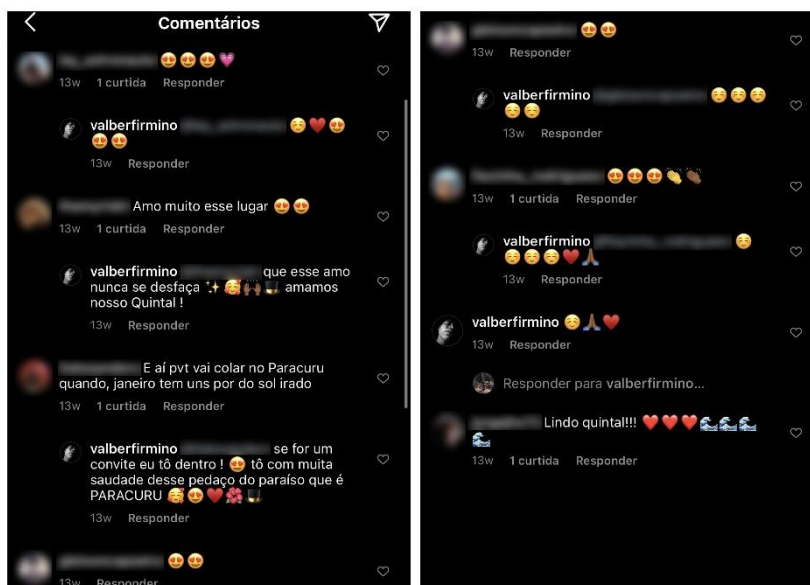 Comentários
😍😍😍💗
13w 1 curtida Responder
valberfirmino ☺️❤️😍
😍😍
13w Responder
Amo muito esse lugar 😍😍
13w 1 curtida Responder
valberfirmino que esse amo
nunca se desfaça ✨🥰🙌🏾🎩 amamos
nosso Quintal !
13w Responder
E aí pvt vai colar no Paracuru
quando, janeiro tem uns por do sol irado
13w 1 curtida Responder
valberfirmino se for um
convite eu tô dentro ! 😍 tô com muita
saudade desse pedaço do paraíso que é
PARACURU 🥰😍❤️🌺🎩
13w Responder
😍😍
13w Responder
😍😍
13w Responder
valberfirmino ☺️☺️☺️
☺️☺️
13w Responder
😍😍😍👏👏🏾
13w 1 curtida Responder
valberfirmino ☺️
☺️☺️☺️❤️🙏🏾
13w Responder
valberfirmino ☺️🙏🏾❤️
13w Responder
Responder para valberfirmino...
Lindo quintal!!! ❤️❤️❤️🌊🌊🌊
🌊
13w 1 curtida Responder